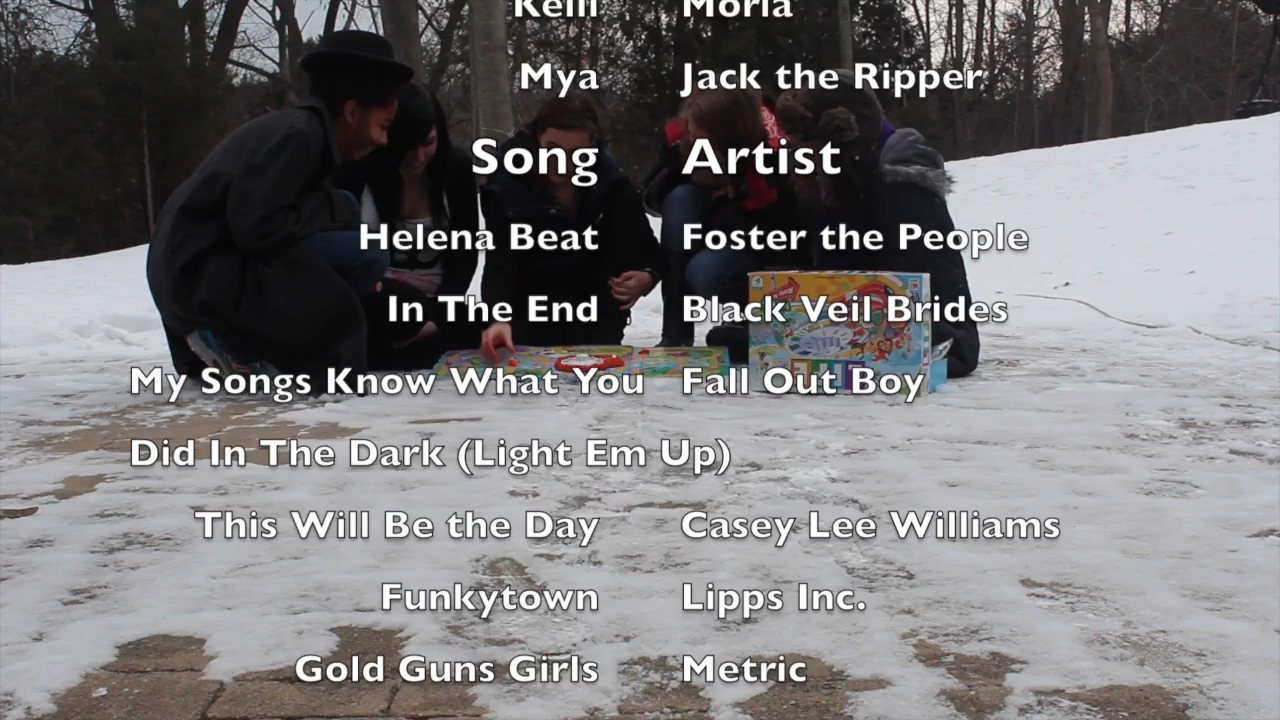 Kelli Moria
Mya Jack the Ripper
Song Artist
Helena Beat Foster the People
In The End Black Veil Brides
My Songs Know What You Fall Out Boy
Did In The Dark (Light Em Up)
This Will Be the Day Casey Lee Williams
Funkytown Lipps Inc.
Gold Guns Girls Metric